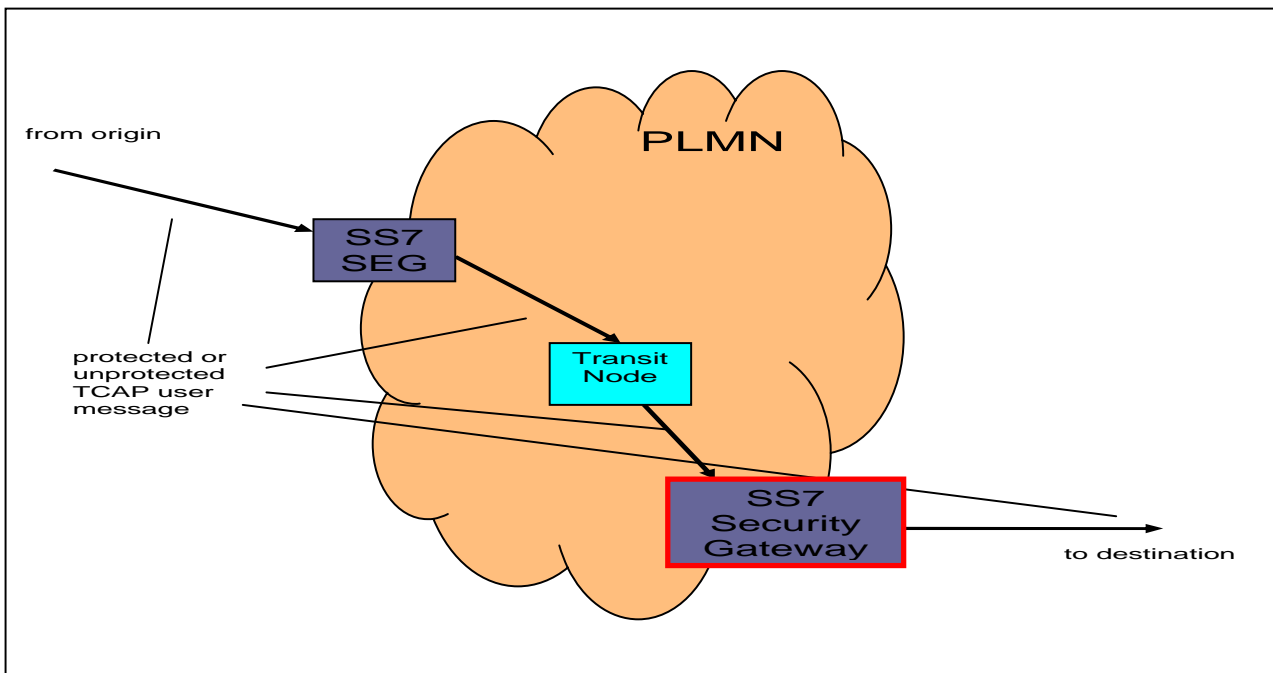 PLMN
from origin
SS7
SEG
protected or
unprotected
TCAP user
message
Transit
Node
SS7
Security
Gateway
to destination